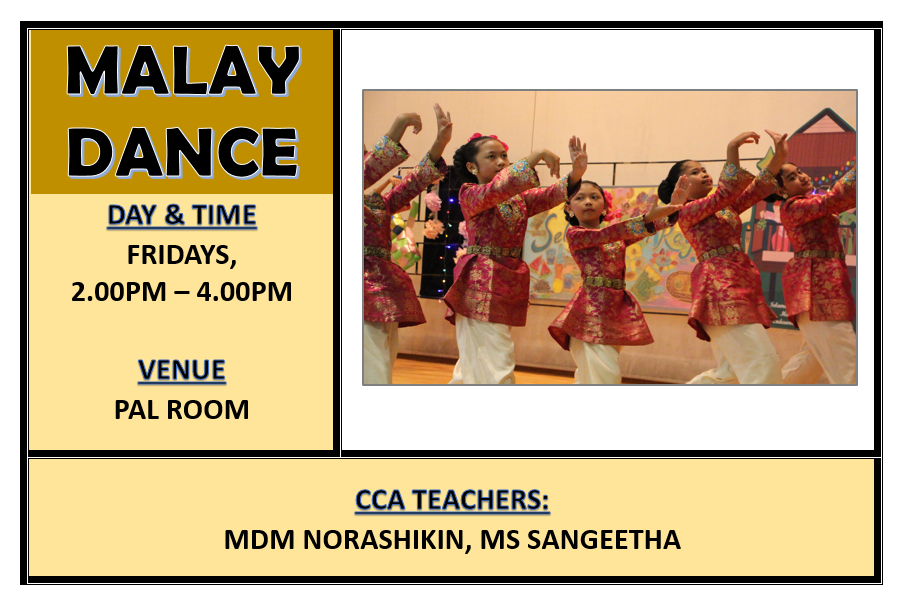 MALAY
DANCE
DAY & TIME
FRIDAYS,
2.00PM – 4.00PM
VENUE
PAL ROOM
CCA TEACHERS:
MDM NORASHIKIN, MS SANGEETHA